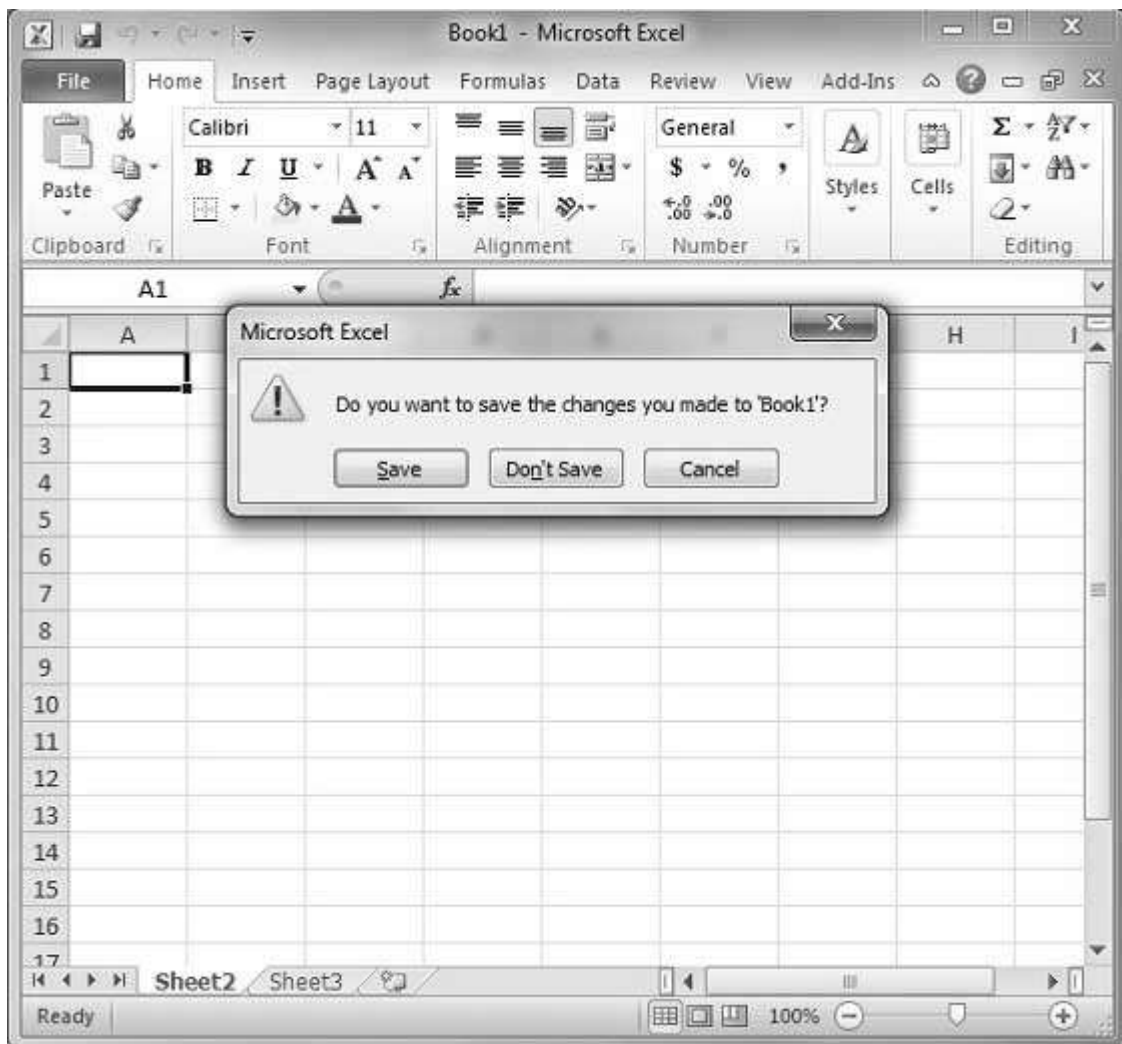 Book1 - Microsoft Excel
File Home Insert Page Layout Formulas Data Review View Add-Ins
Paste
Calibri 11
B I U A A
A
General
$ % ,
.00 .0
Styles
Cells
Σ
Clipboard Font Alignment Number Editing
A1 fx
A H I
Microsoft Excel
Do you want to save the changes you made to 'Book1'?
Save Don't Save Cancel
1
2
3
4
5
6
7
8
9
10
11
12
13
14
15
16
17
Sheet2 Sheet3
Ready 100%